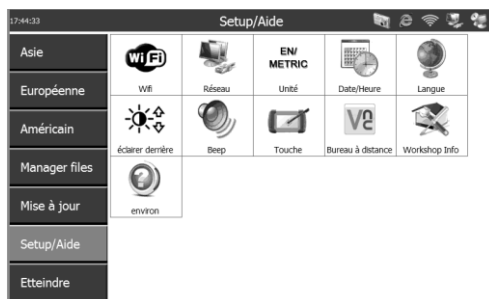 17:44:33
Setup/Aide
Asie
Européenne
Américain
Manager files
Mise à jour
Setup/Aide
Etteindre
WiFi
EN/
METRIC
Wifi
Réseau
Unité
Date/Heure
Langue
VNC
éclairer derrière
Beep
Touche
Bureau à distance
Workshop Info
environ